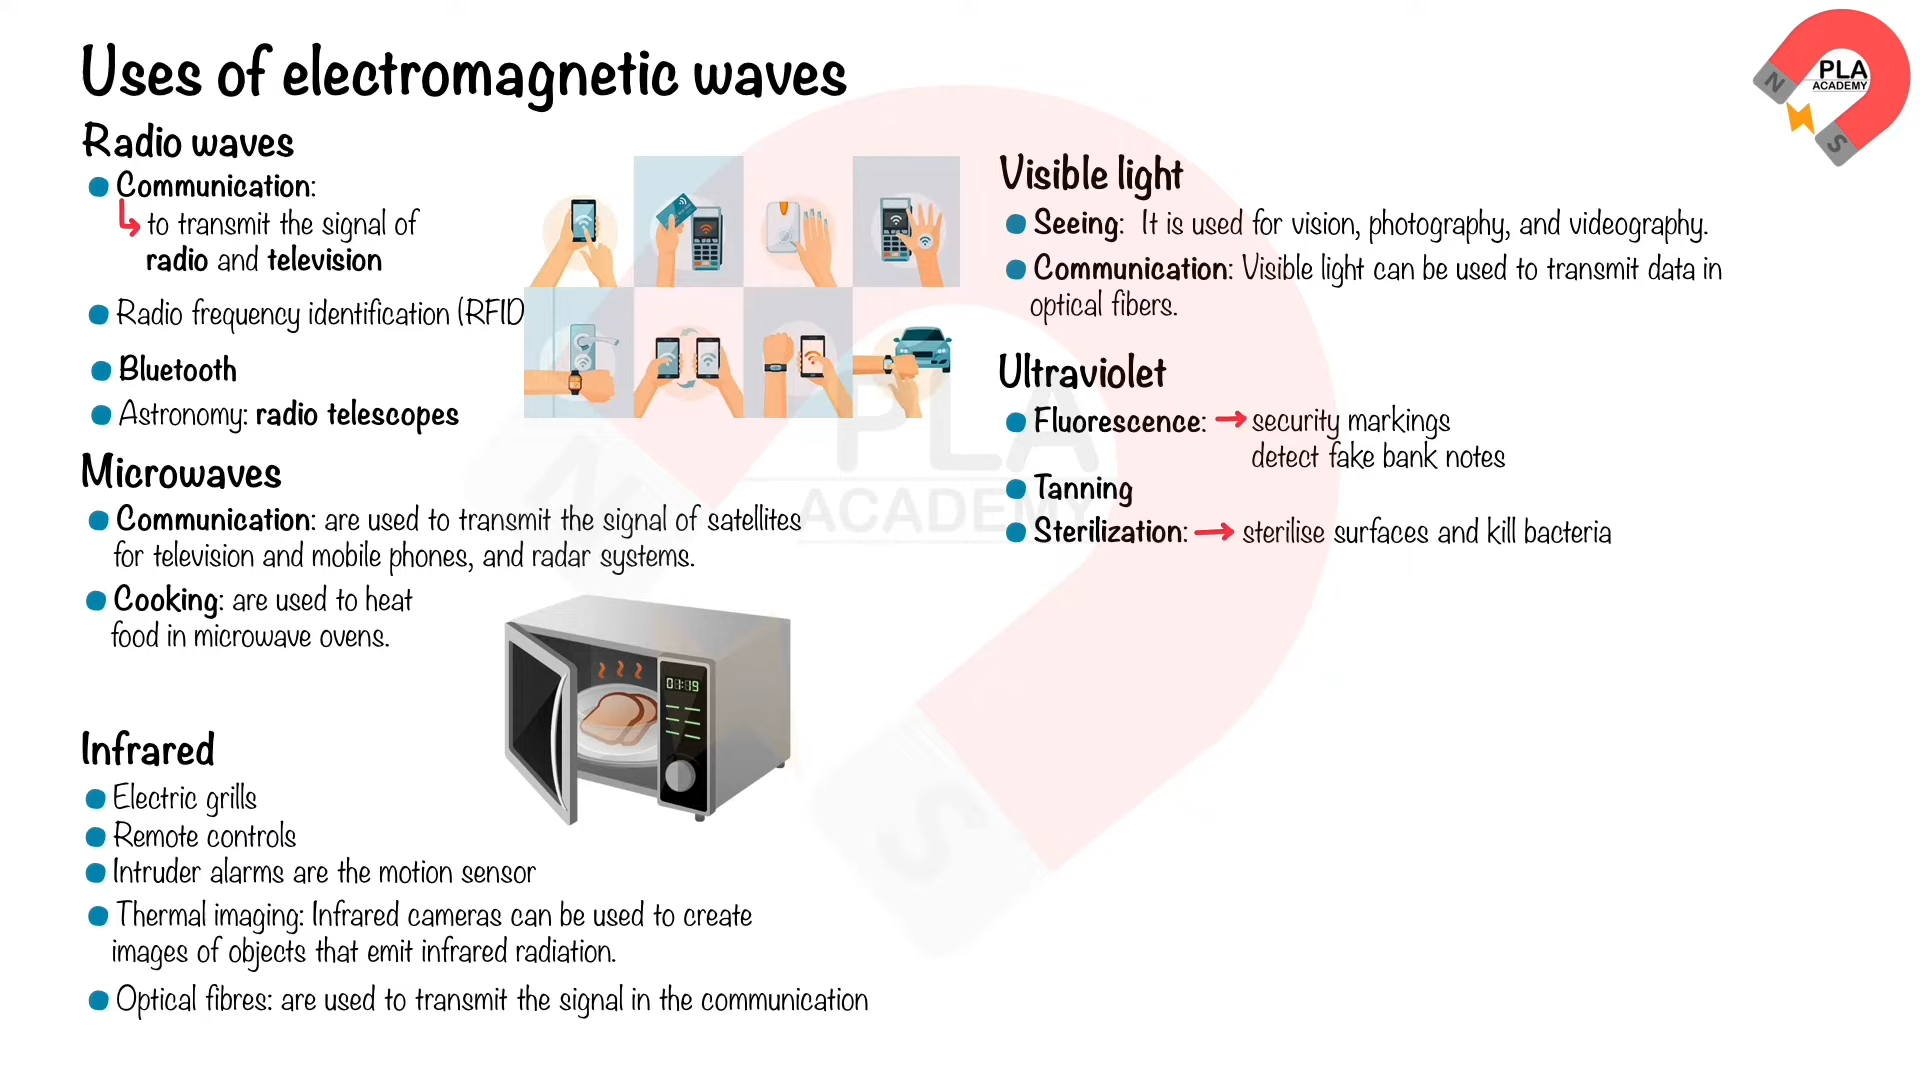 Uses of electromagnetic waves
Radio waves
Communication:
to transmit the signal of
radio and television
Radio frequency identification (RFID
Bluetooth
Astronomy: radio telescopes
Microwaves
Communication: are used to transmit the signal of satellites
for television and mobile phones, and radar systems.
Cooking: are used to heat
food in microwave ovens.
01:19
Infrared
Electric grills
Remote controls
Intruder alarms are the motion sensor
Thermal imaging: Infrared cameras can be used to create
images of objects that emit infrared radiation.
Optical fibres: are used to transmit the signal in the communication
Visible light
Seeing: It is used for vision, photography, and videography.
Communication: Visible light can be used to transmit data in
optical fibers.
Ultraviolet
Fluorescence: → security markings
detect fake bank notes
Tanning
Sterilization: → sterilise surfaces and kill bacteria
PLA
ACADEMY
N
S
PLA
ACADEMY
N
S